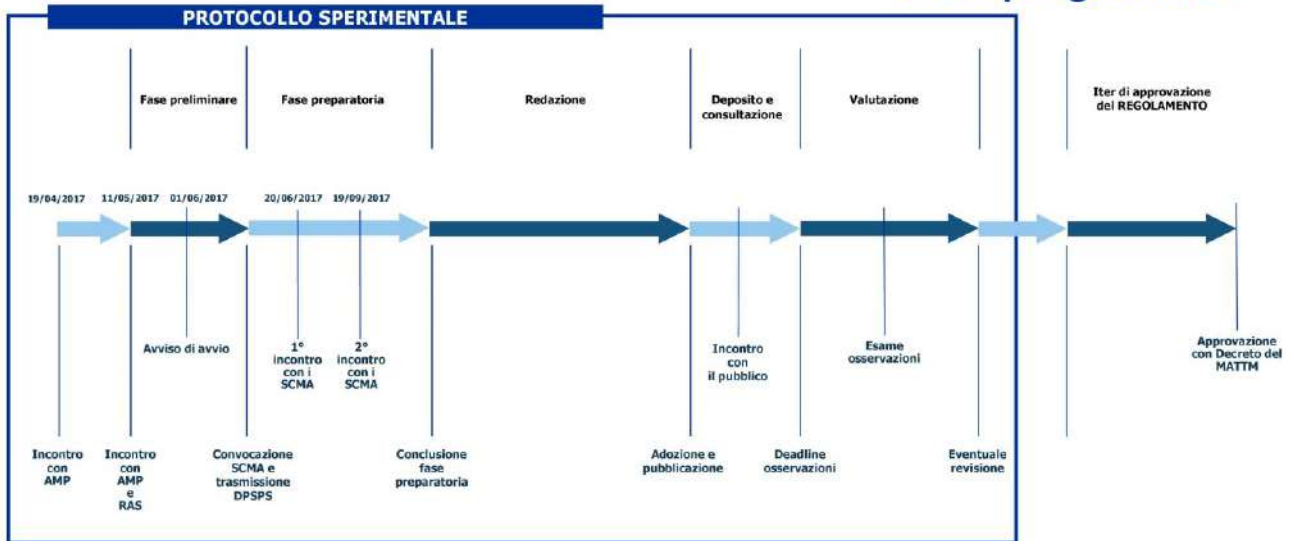 PROTOCOLLO SPERIMENTALE
Fase preliminare
Fase preparatoria
Redazione
Deposito e
consultazione
Valutazione
Iter di approvazione
del REGOLAMENTO
19/04/2017
11/05/2017
01/06/2017
20/06/2017
19/09/2017
Avviso di avvio
1°
incontro
con i
SCMA
2°
incontro
con i
SCMA
Incontro
con
il pubblico
Esame
osservazioni
Approvazione
con Decreto del
MATTM
Incontro
con
AMP
Incontro
con
AMP
e
RAS
Convocazione
SCMA e
trasmissione
DPSPS
Conclusione
fase
preparatoria
Adozione e
pubblicazione
Deadline
osservazioni
Eventuale
revisione